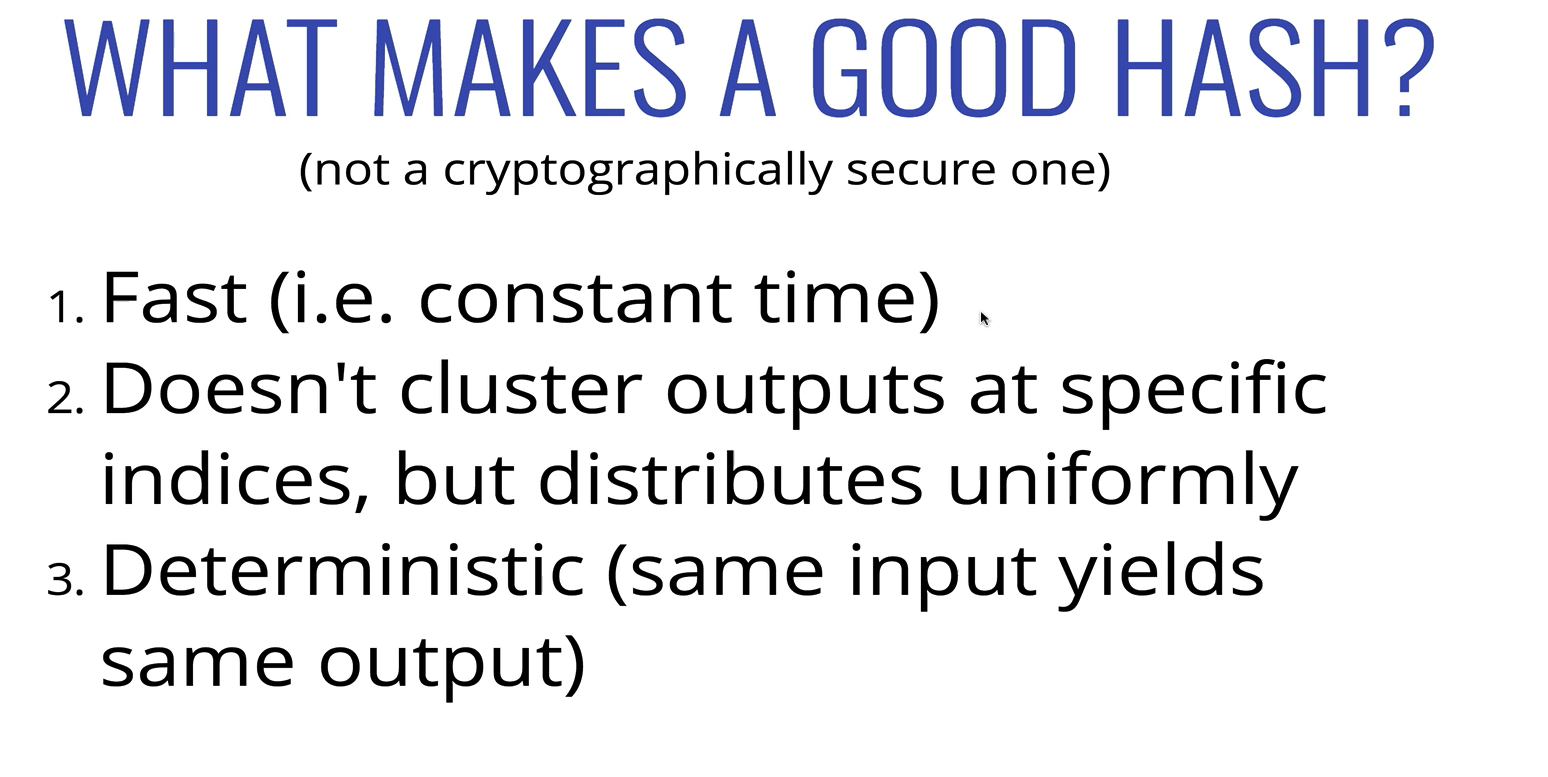 WHAT MAKES A GOOD HASH?
(not a cryptographically secure one)
1. Fast (i.e. constant time)
2. Doesn't cluster outputs at specific
indices, but distributes uniformly
3. Deterministic (same input yields
same output)